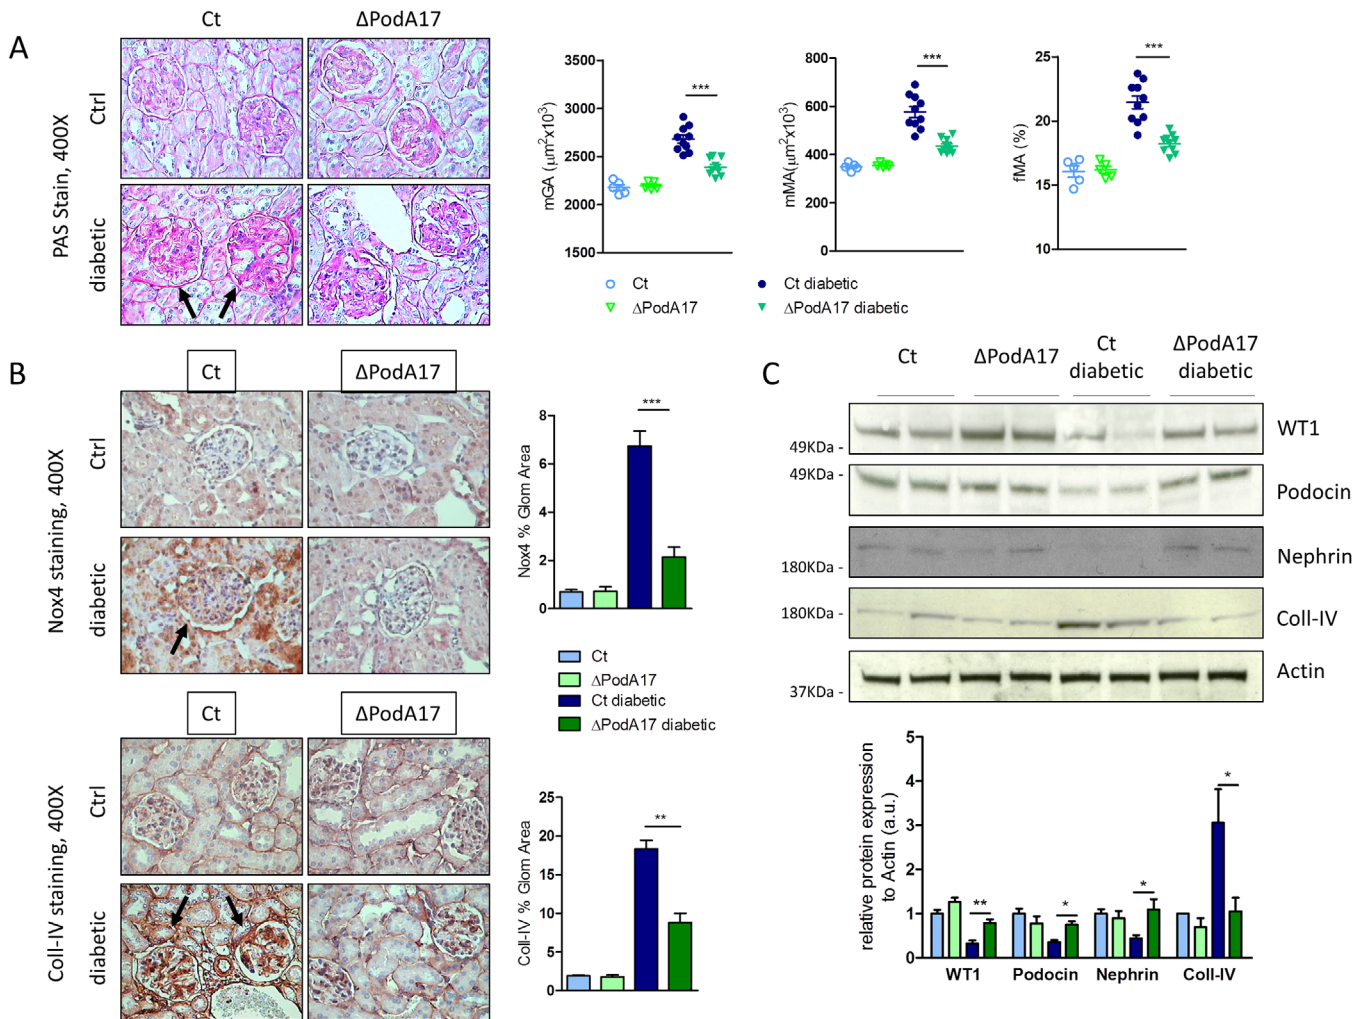 A
Ct
ΔPodA17
PAS Stain, 400X
Ctrl
diabetic
mGA (μm²x10³)
3500
3000
2500
2000
1500
***
mMA(μm²x10³)
800
600
400
200
0
***
fMA (%)
25
20
15
10
***
Ct
Ct diabetic
ΔPodA17
ΔPodA17 diabetic
B
Ct
ΔPodA17
Nox4 staining, 400X
Ctrl
diabetic
Nox4 % Glom Area
8
6
4
2
0
***
Ct
ΔPodA17
Ct diabetic
ΔPodA17 diabetic
Ct
ΔPodA17
Coll-IV staining, 400X
Ctrl
diabetic
Coll-IV % Glom Area
25
20
15
10
5
0
**
C
Ct
ΔPodA17
Ct
diabetic
ΔPodA17
diabetic
49KDa -
WT1
49KDa -
Podocin
180KDa -
Nephrin
180KDa -
Coll-IV
37KDa -
Actin
relative protein expression
to Actin (a.u.)
5
4
3
2
1
0
**
*
*
*
WT1
Podocin
Nephrin
Coll-IV